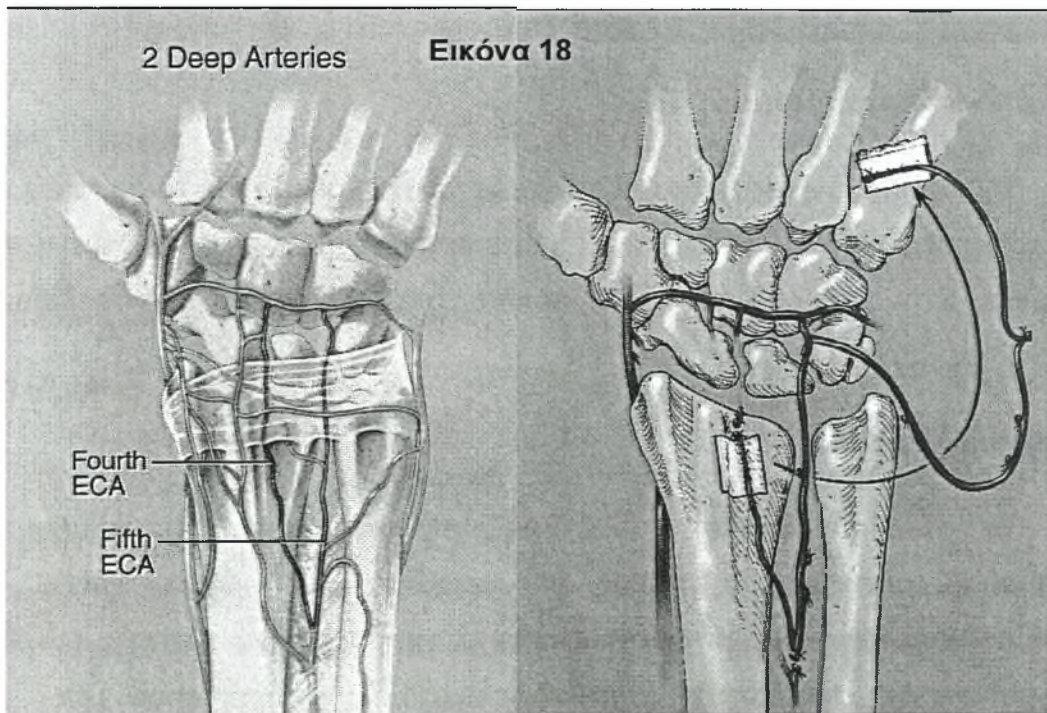 2 Deep Arteries
Εικόνα 18
Fourth
ECA
Fifth
ECA